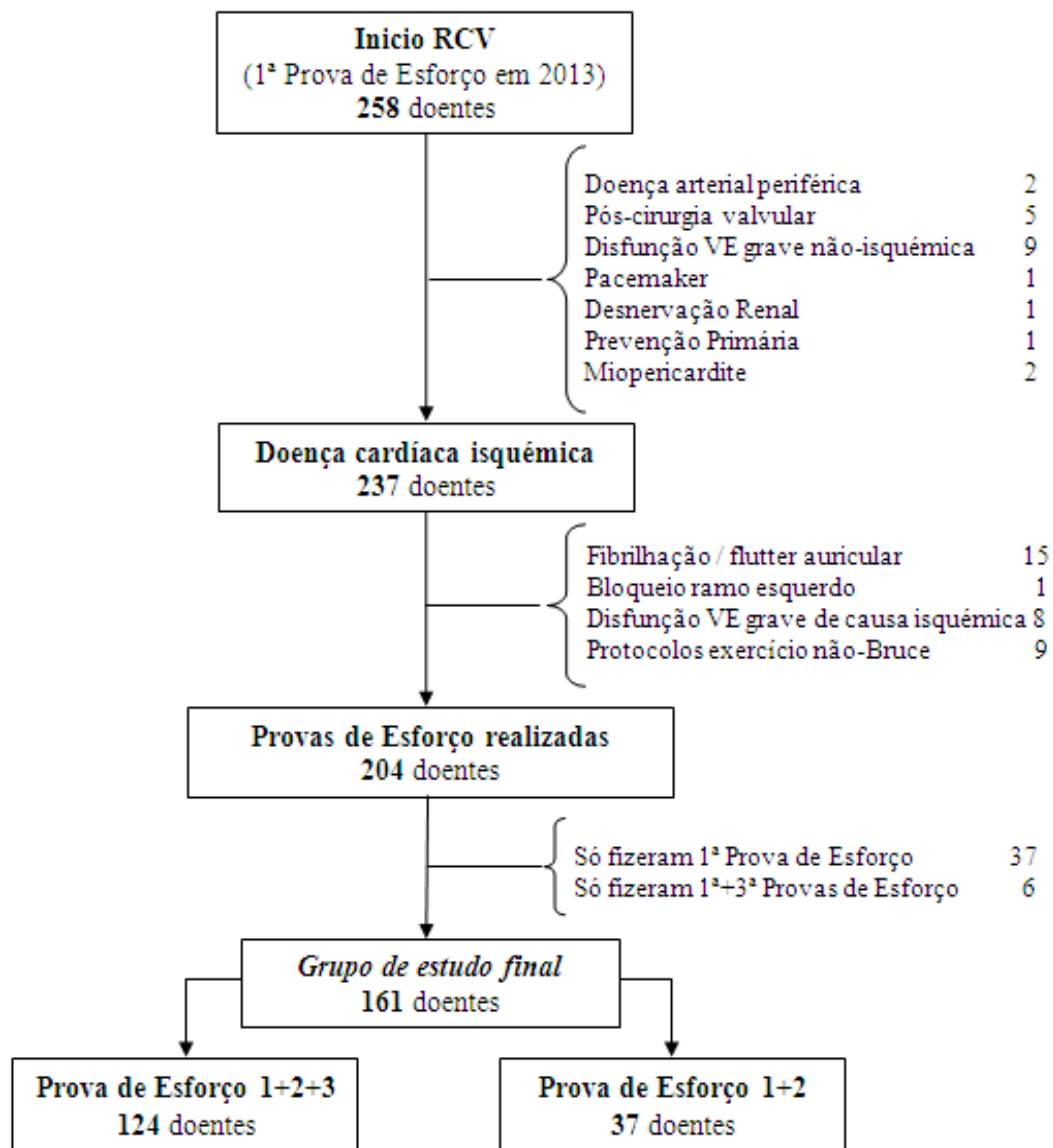 Inicio RCV
(1ª Prova de Esforço em 2013)
258 doentes
Doença arterial periférica 2
Pós-cirurgia valvular 5
Disfunção VE grave não-isquémica 9
Pacemaker 1
Desnervação Renal 1
Prevenção Primária 1
Miopericardite 2
Doença cardíaca isquémica
237 doentes
Fibrilhação / flutter auricular 15
Bloqueio ramo esquerdo 1
Disfunção VE grave de causa isquémica 8
Protocolos exercício não-Bruce 9
Provas de Esforço realizadas
204 doentes
Só fizeram 1ª Prova de Esforço 37
Só fizeram 1ª+3ª Provas de Esforço 6
Grupo de estudo final
161 doentes
Prova de Esforço 1+2+3
124 doentes
Prova de Esforço 1+2
37 doentes